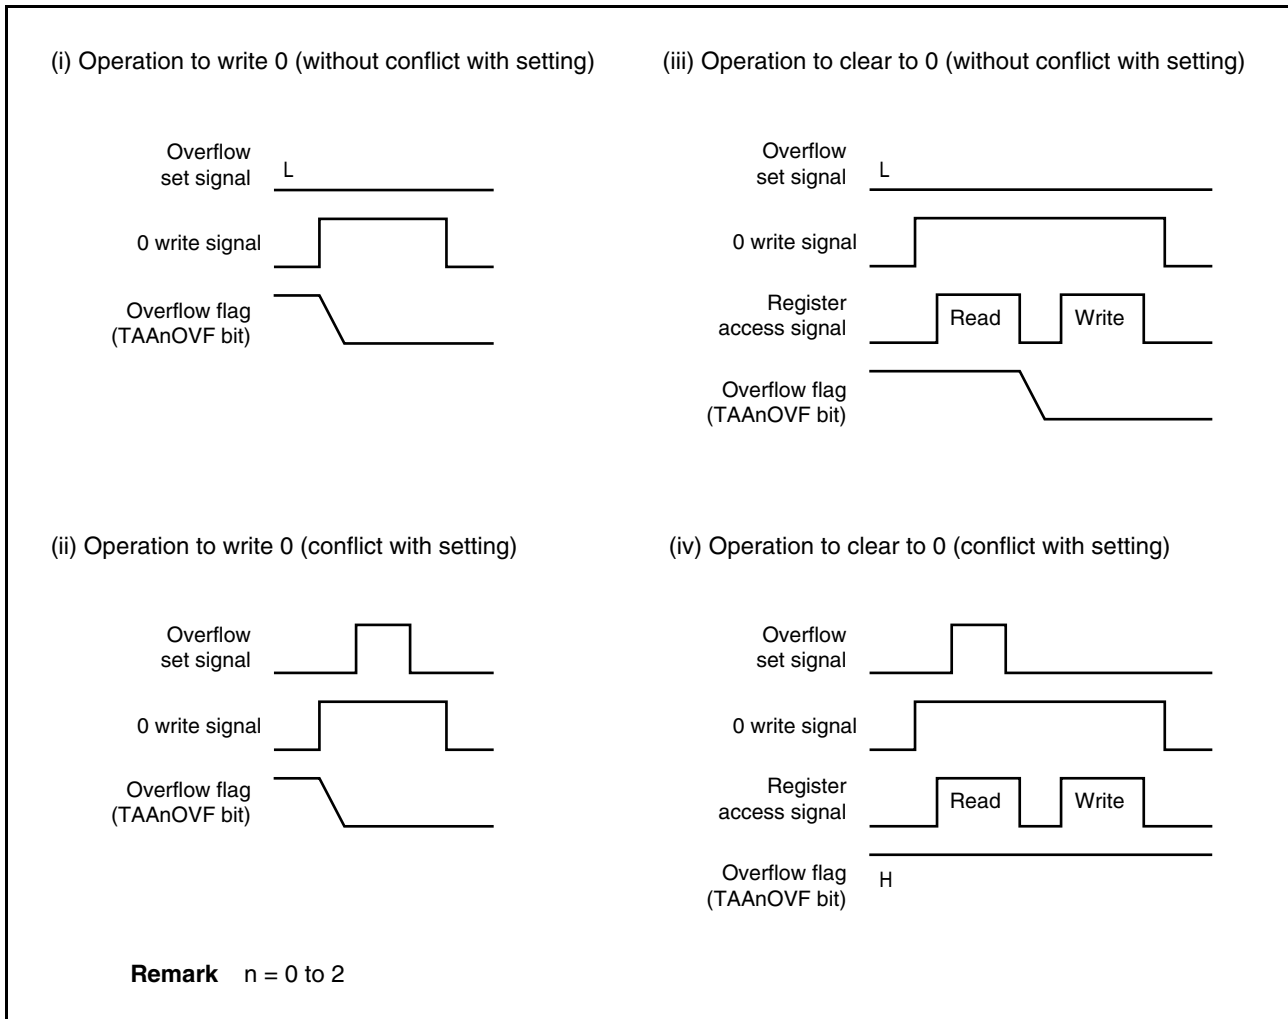 (i) Operation to write 0 (without conflict with setting)
Overflow
set signal
L
0 write signal
Overflow flag
(TAAnOVF bit)
(iii) Operation to clear to 0 (without conflict with setting)
Overflow
set signal
L
0 write signal
Register
access signal
Read
Write
Overflow flag
(TAAnOVF bit)
(ii) Operation to write 0 (conflict with setting)
Overflow
set signal
0 write signal
Overflow flag
(TAAnOVF bit)
(iv) Operation to clear to 0 (conflict with setting)
Overflow
set signal
0 write signal
Register
access signal
Read
Write
Overflow flag
(TAAnOVF bit)
H
Remark n = 0 to 2